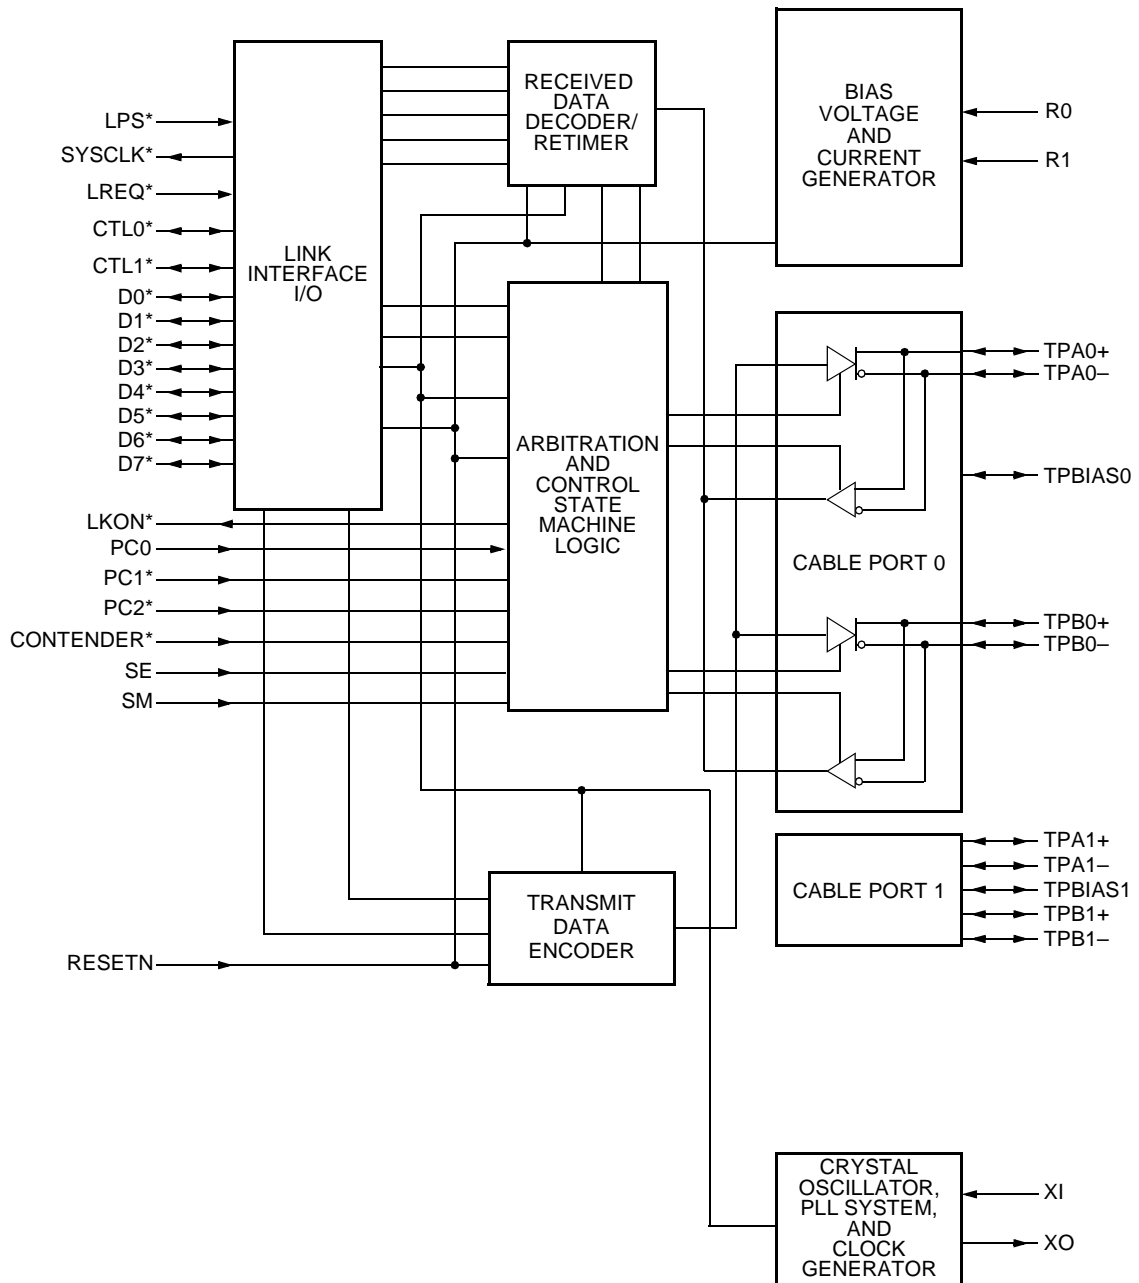 LPS*
SYSCLK*
LREQ*
CTL0*
CTL1*
D0*
D1*
D2*
D3*
D4*
D5*
D6*
D7*
LKON*
PC0
PC1*
PC2*
CONTENDER*
SE
SM
RESETN
LINK
INTERFACE
I/O
RECEIVED
DATA
DECODER/
RETIMER
ARBITRATION
AND
CONTROL
STATE
MACHINE
LOGIC
TRANSMIT
DATA
ENCODER
BIAS
VOLTAGE
AND
CURRENT
GENERATOR
R0
R1
CABLE PORT 0
TPA0+
TPA0–
TPBIAS0
TPB0+
TPB0–
CABLE PORT 1
TPA1+
TPA1–
TPBIAS1
TPB1+
TPB1–
CRYSTAL
OSCILLATOR,
PLL SYSTEM,
AND
CLOCK
GENERATOR
XI
XO